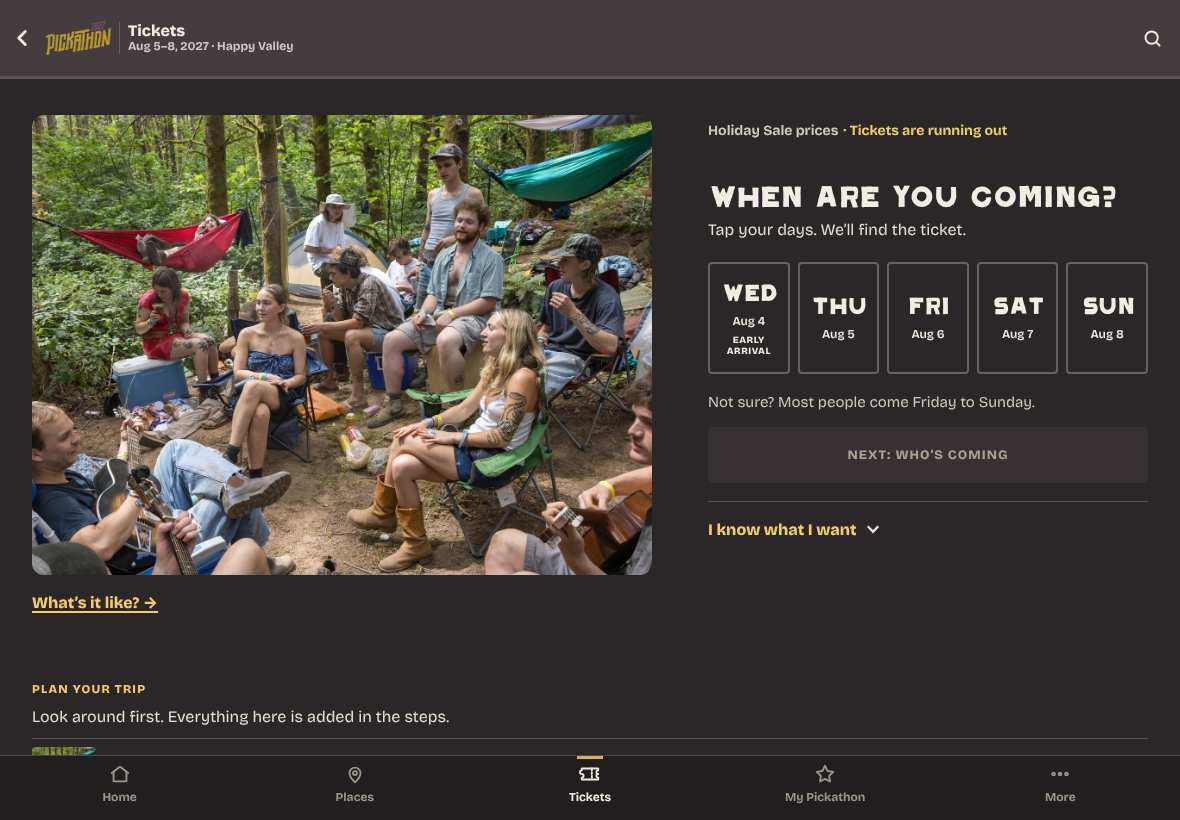 PICKATHON
Tickets
Aug 5–8, 2027 · Happy Valley
Holiday Sale prices · Tickets are running out
WHEN ARE YOU COMING?
Tap your days. We'll find the ticket.
WED
Aug 4
EARLY
ARRIVAL
THU
Aug 5
FRI
Aug 6
SAT
Aug 7
SUN
Aug 8
Not sure? Most people come Friday to Sunday.
NEXT: WHO'S COMING
I know what I want
What's it like? →
PLAN YOUR TRIP
Look around first. Everything here is added in the steps.
Home
Places
Tickets
My Pickathon
More